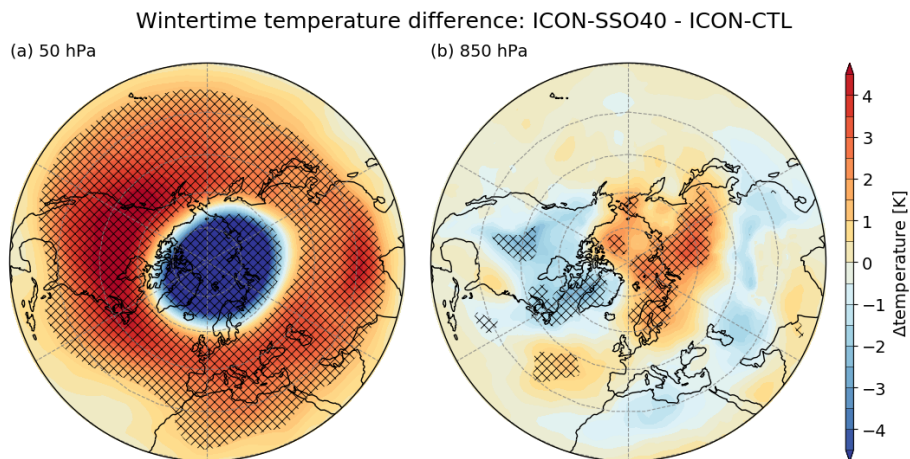 Wintertime temperature difference: ICON-SSO40 - ICON-CTL
(a) 50 hPa
(b) 850 hPa
4
3
2
1
0
−1
−2
−3
−4
Δtemperature [K]